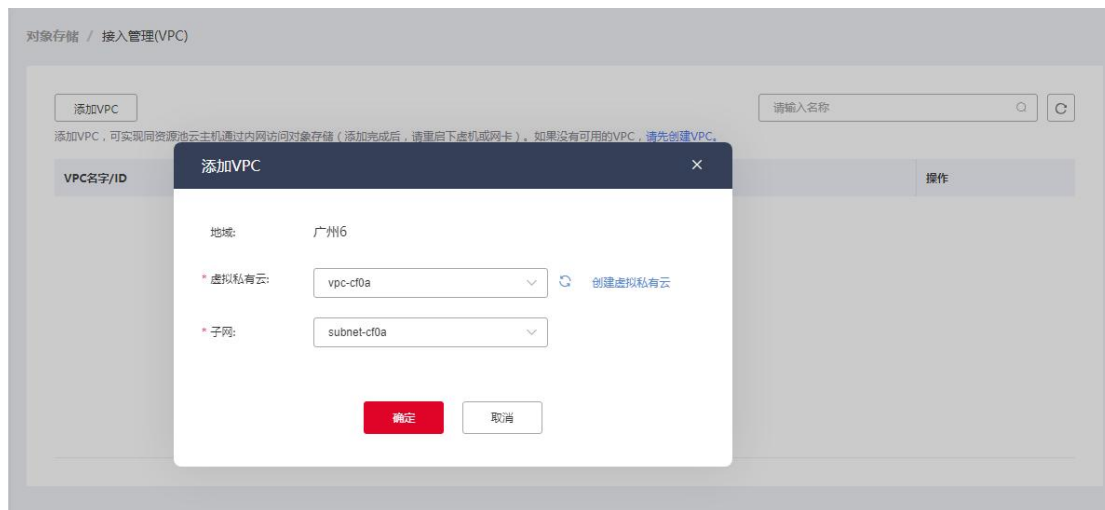 对象存储 / 接入管理(VPC)
添加VPC
请输入名称
添加VPC，可实现同资源池云主机通过内网访问对象存储（添加完成后，请重启下虚机或网卡）。如果没有可用的VPC，请先创建VPC。
VPC名字/ID
操作
添加VPC
地域: 广州6
* 虚拟私有云: vpc-cf0a 创建虚拟私有云
* 子网: subnet-cf0a
确定 取消